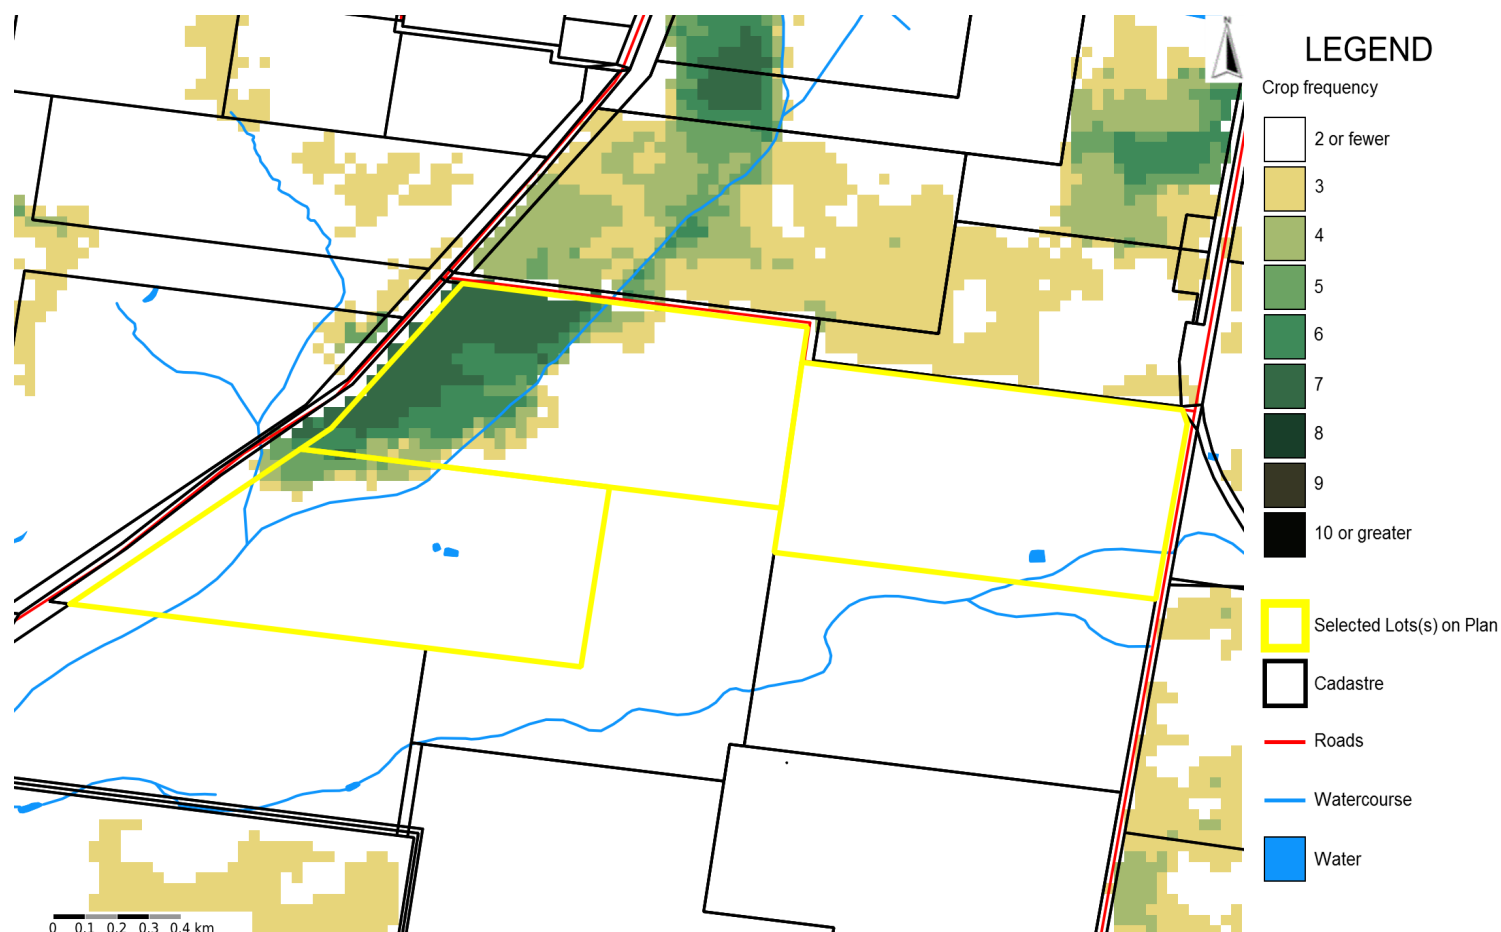 N
LEGEND
Crop frequency
2 or fewer
3
4
5
6
7
8
9
10 or greater
Selected Lots(s) on Plan
Cadastre
Roads
Watercourse
Water
0 0.1 0.2 0.3 0.4 km